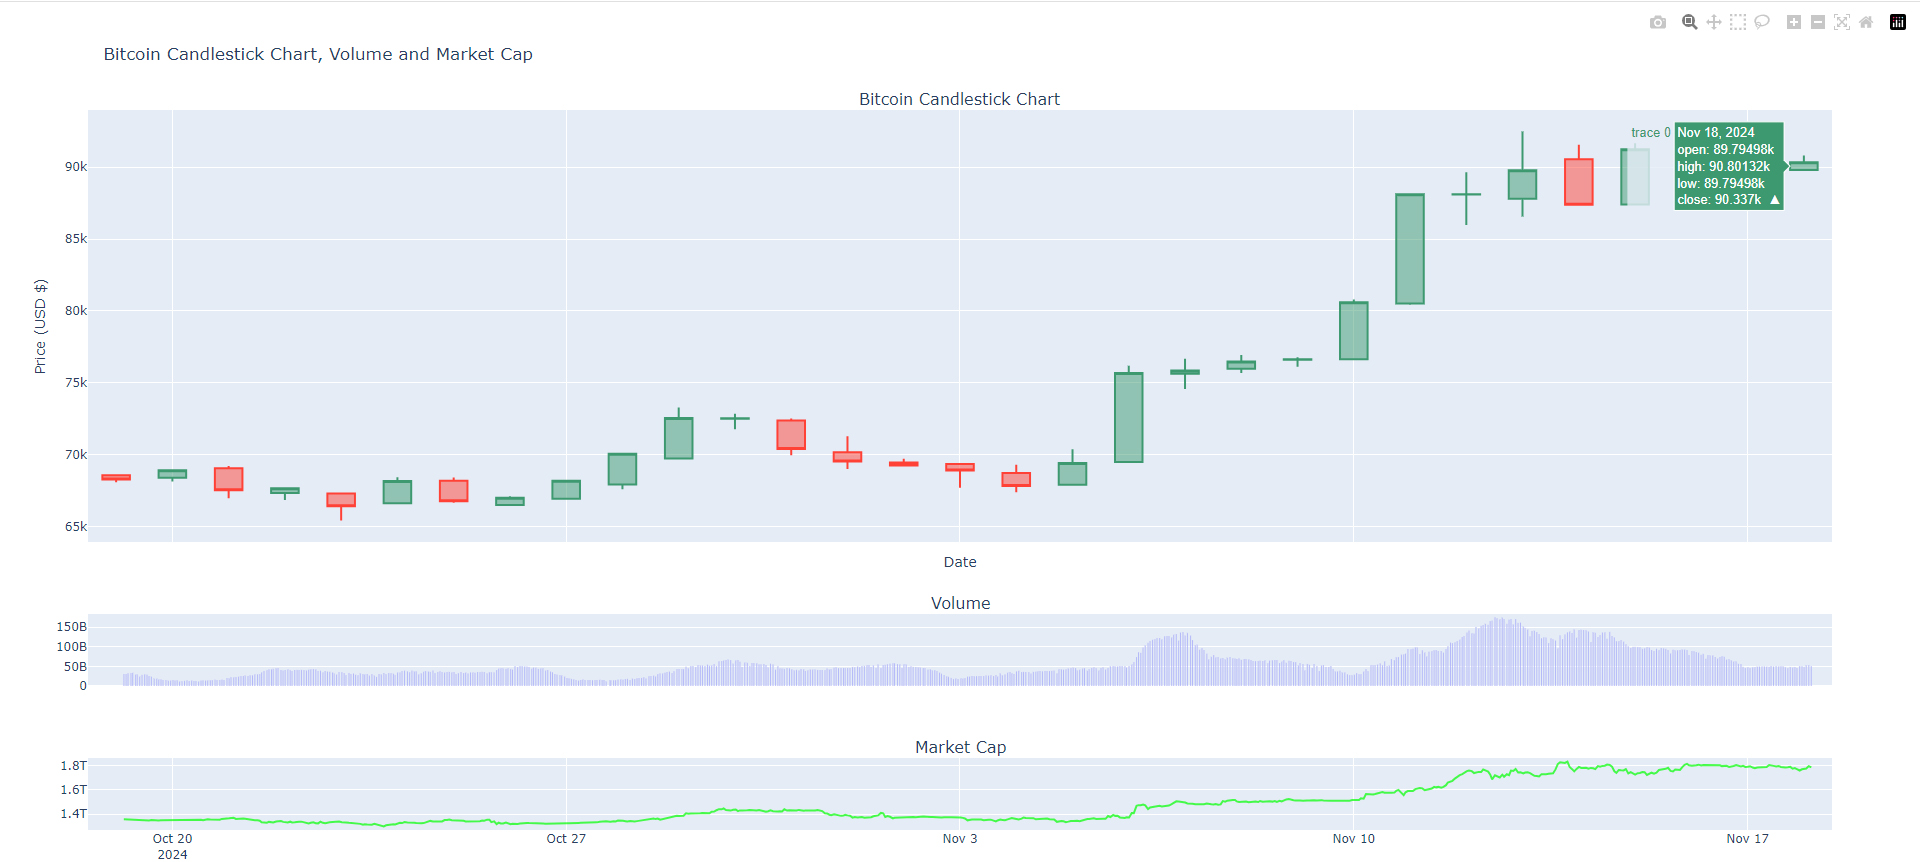 Bitcoin Candlestick Chart, Volume and Market Cap
Bitcoin Candlestick Chart
trace 0
Nov 18, 2024
open: 89.79498k
high: 90.80132k
low: 89.79498k
close: 90.337k ▲
90k
85k
80k
75k
70k
65k
Price (USD $)
Date
Volume
150B
100B
50B
0
Market Cap
1.8T
1.6T
1.4T
Oct 20
2024
Oct 27
Nov 3
Nov 10
Nov 17